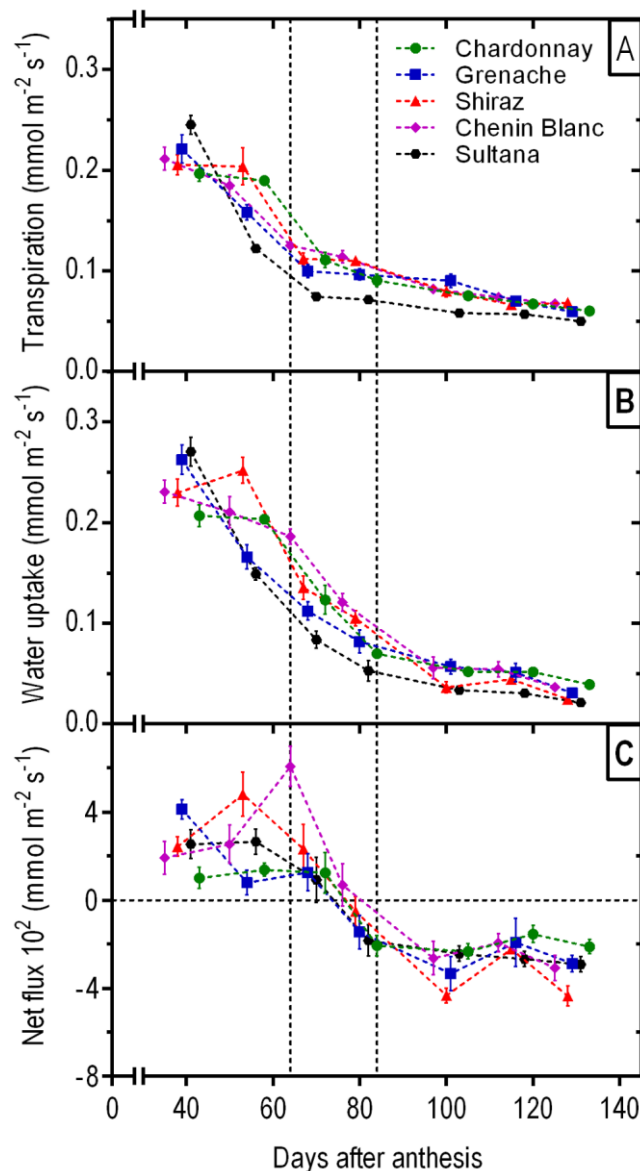 A
Chardonnay
Grenache
Shiraz
Chenin Blanc
Sultana
Transpiration (mmol m⁻² s⁻¹)
0.3
0.2
0.1
0.0
B
Water uptake (mmol m⁻² s⁻¹)
0.3
0.2
0.1
0.0
C
Net flux 10² (mmol m⁻² s⁻¹)
4
0
-4
-8
0 40 60 80 100 120 140
Days after anthesis